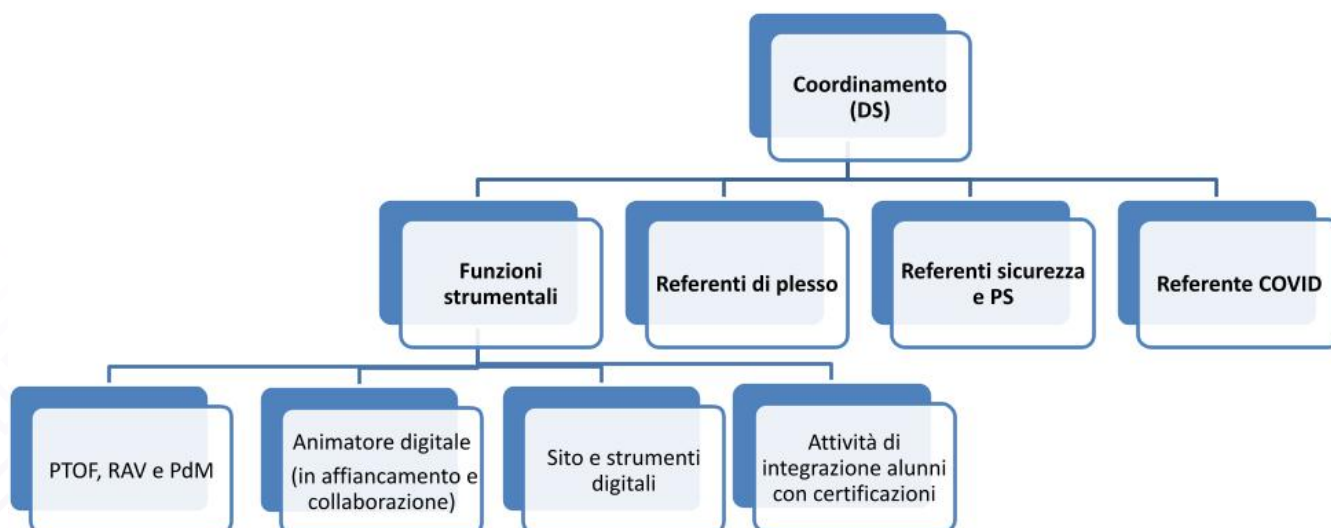 Coordinamento
(DS)
Funzioni
strumentali
Referenti di plesso
Referenti sicurezza
e PS
Referente COVID
PTOF, RAV e PdM
Animatore digitale
(in affiancamento e
collaborazione)
Sito e strumenti
digitali
Attività di
integrazione alunni
con certificazioni